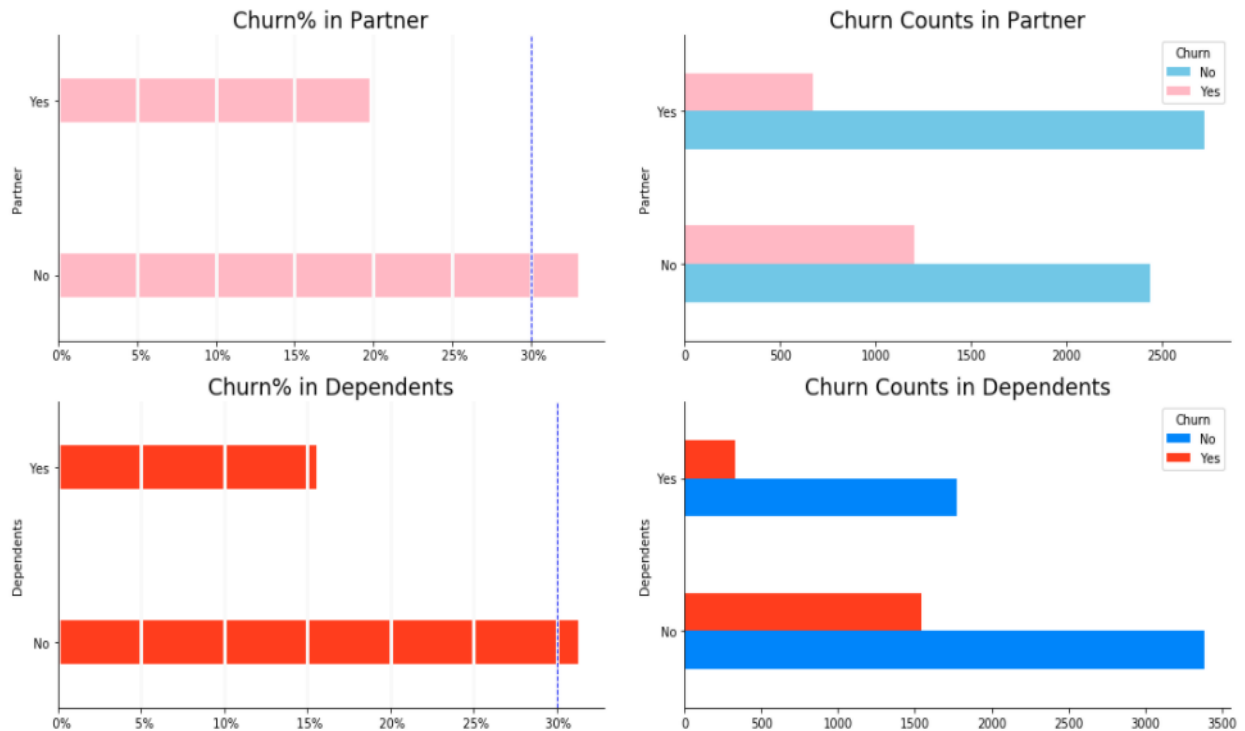 Churn% in Partner
Yes
Partner
No
0% 5% 10% 15% 20% 25% 30%
Churn Counts in Partner
Churn
No
Yes
Yes
Partner
No
0 500 1000 1500 2000 2500
Churn% in Dependents
Yes
Dependents
No
0% 5% 10% 15% 20% 25% 30%
Churn Counts in Dependents
Churn
No
Yes
Yes
Dependents
No
0 500 1000 1500 2000 2500 3000 3500